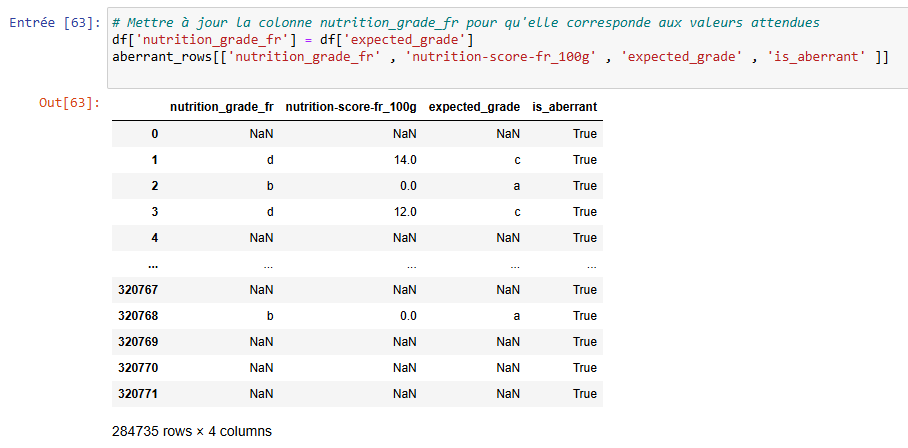 Entrée [63]: # Mettre à jour la colonne nutrition_grade_fr pour qu'elle corresponde aux valeurs attendues
df['nutrition_grade_fr'] = df['expected_grade']
aberrant_rows[['nutrition_grade_fr' , 'nutrition-score-fr_100g' , 'expected_grade' , 'is_aberrant' ]]
Out[63]:
nutrition_grade_fr nutrition-score-fr_100g expected_grade is_aberrant
0 NaN NaN NaN True
1 d 14.0 c True
2 b 0.0 a True
3 d 12.0 c True
4 NaN NaN NaN True
... ... ... ... ...
320767 NaN NaN NaN True
320768 b 0.0 a True
320769 NaN NaN NaN True
320770 NaN NaN NaN True
320771 NaN NaN NaN True
284735 rows × 4 columns